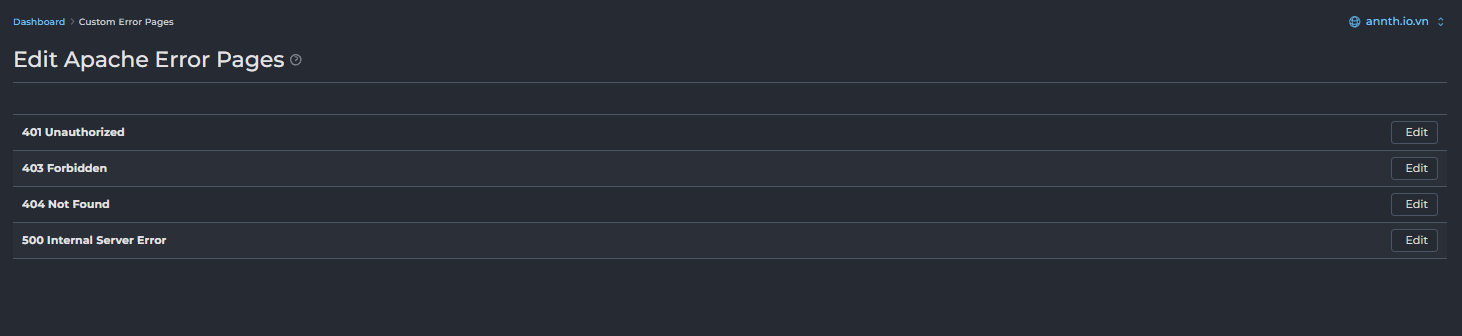 Dashboard > Custom Error Pages
annth.io.vn
Edit Apache Error Pages
401 Unauthorized Edit
403 Forbidden Edit
404 Not Found Edit
500 Internal Server Error Edit